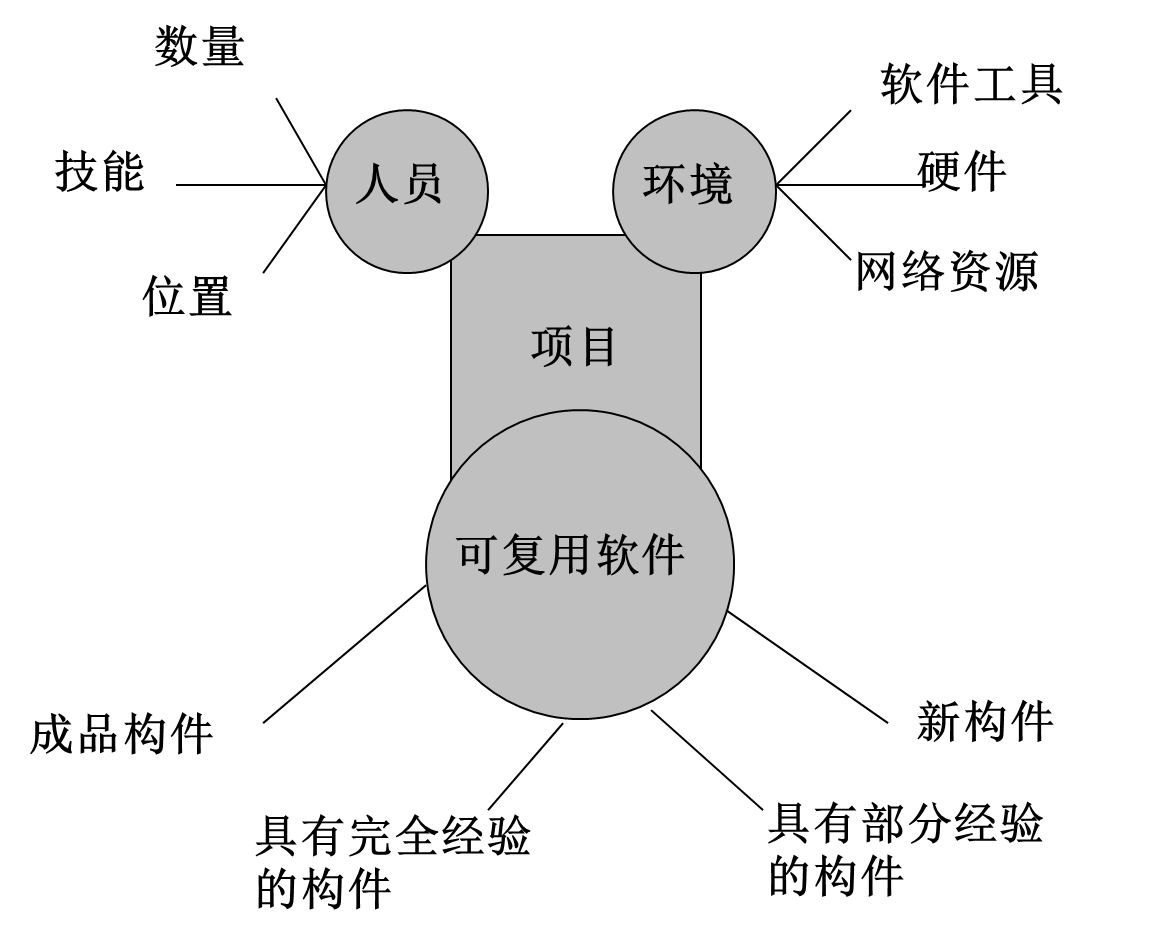 数量
软件工具
技能
人员
环境
硬件
位置
网络资源
项目
可复用软件
成品构件
新构件
具有完全经验
的构件
具有部分经验
的构件